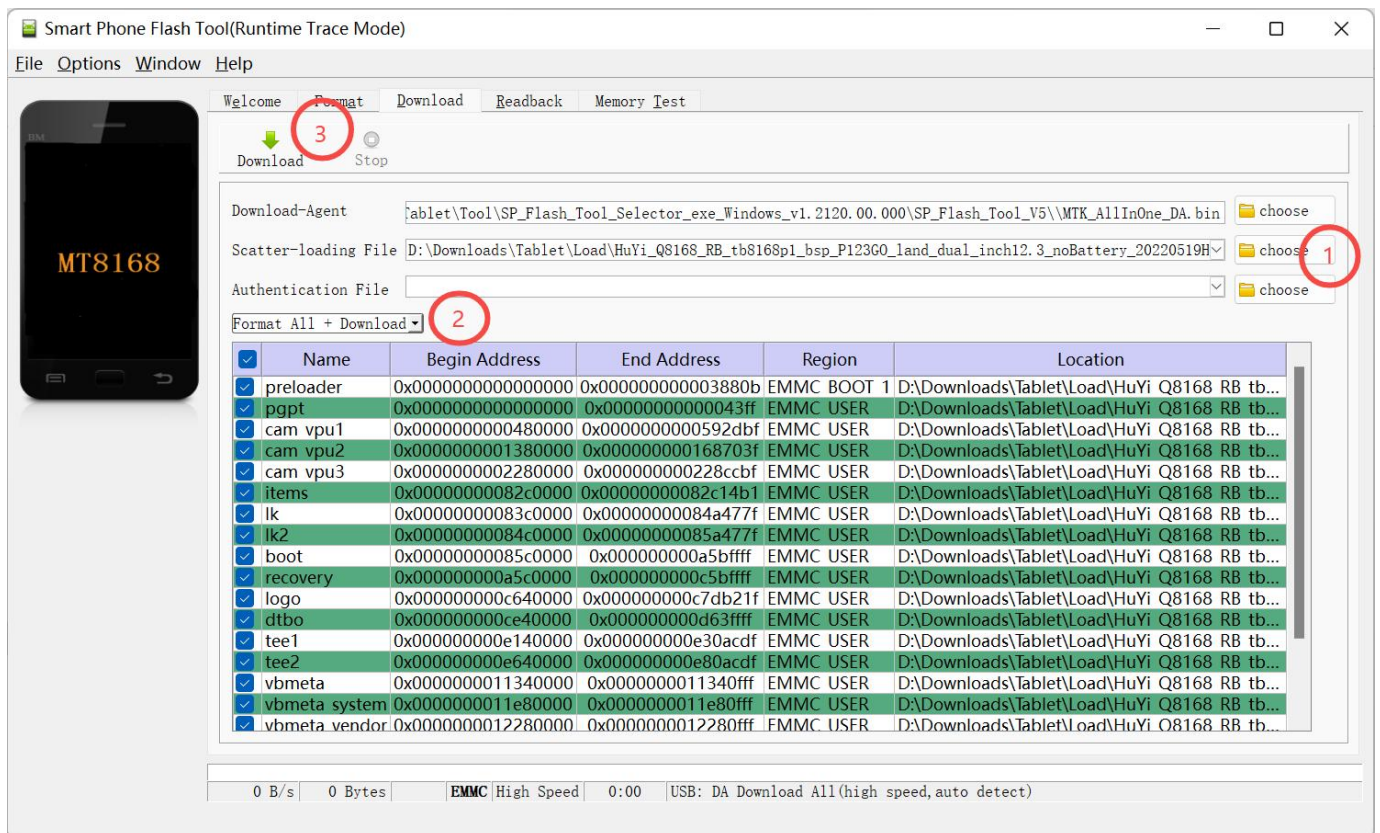 Smart Phone Flash Tool(Runtime Trace Mode)
File Options Window Help
Welcome Format Download Readback Memory Test
3
Download Stop
BM
MT8168
Download-Agent Tablet\Tool\SP_Flash_Tool_Selector_exe_Windows_v1.2120.00.000\SP_Flash_Tool_V5\\MTK_AllInOne_DA.bin choose
Scatter-loading File D:\Downloads\Tablet\Load\HuYi_Q8168_RB_tb8168p1_bsp_P123GO_land_dual_inch12.3_noBattery_20220519H choose
1
Authentication File choose
Format All + Download 2
Name Begin Address End Address Region Location
preloader 0x0000000000000000 0x000000000003880b EMMC BOOT 1 D:\Downloads\Tablet\Load\HuYi Q8168 RB tb...
pgpt 0x0000000000000000 0x00000000000043ff EMMC USER D:\Downloads\Tablet\Load\HuYi Q8168 RB tb...
cam vpu1 0x0000000000480000 0x0000000000592dbf EMMC USER D:\Downloads\Tablet\Load\HuYi Q8168 RB tb...
cam vpu2 0x0000000001380000 0x000000000168703f EMMC USER D:\Downloads\Tablet\Load\HuYi Q8168 RB tb...
cam vpu3 0x0000000002280000 0x000000000228ccbf EMMC USER D:\Downloads\Tablet\Load\HuYi Q8168 RB tb...
items 0x00000000082c0000 0x00000000082c14b1 EMMC USER D:\Downloads\Tablet\Load\HuYi Q8168 RB tb...
lk 0x00000000083c0000 0x00000000084a477f EMMC USER D:\Downloads\Tablet\Load\HuYi Q8168 RB tb...
lk2 0x00000000084c0000 0x00000000085a477f EMMC USER D:\Downloads\Tablet\Load\HuYi Q8168 RB tb...
boot 0x00000000085c0000 0x000000000a5bffff EMMC USER D:\Downloads\Tablet\Load\HuYi Q8168 RB tb...
recovery 0x000000000a5c0000 0x000000000c5bffff EMMC USER D:\Downloads\Tablet\Load\HuYi Q8168 RB tb...
logo 0x000000000c640000 0x000000000c7db21f EMMC USER D:\Downloads\Tablet\Load\HuYi Q8168 RB tb...
dtbo 0x000000000ce40000 0x000000000d63ffff EMMC USER D:\Downloads\Tablet\Load\HuYi Q8168 RB tb...
tee1 0x000000000e140000 0x000000000e30acdf EMMC USER D:\Downloads\Tablet\Load\HuYi Q8168 RB tb...
tee2 0x000000000e640000 0x000000000e80acdf EMMC USER D:\Downloads\Tablet\Load\HuYi Q8168 RB tb...
vbmeta 0x0000000011340000 0x0000000011340fff EMMC USER D:\Downloads\Tablet\Load\HuYi Q8168 RB tb...
vbmeta system 0x0000000011e80000 0x0000000011e80fff EMMC USER D:\Downloads\Tablet\Load\HuYi Q8168 RB tb...
vbmeta vendor 0x0000000012280000 0x0000000012280fff EMMC USER D:\Downloads\Tablet\Load\HuYi Q8168 RB tb...
0 B/s 0 Bytes EMMC High Speed 0:00 USB: DA Download All(high speed,auto detect)